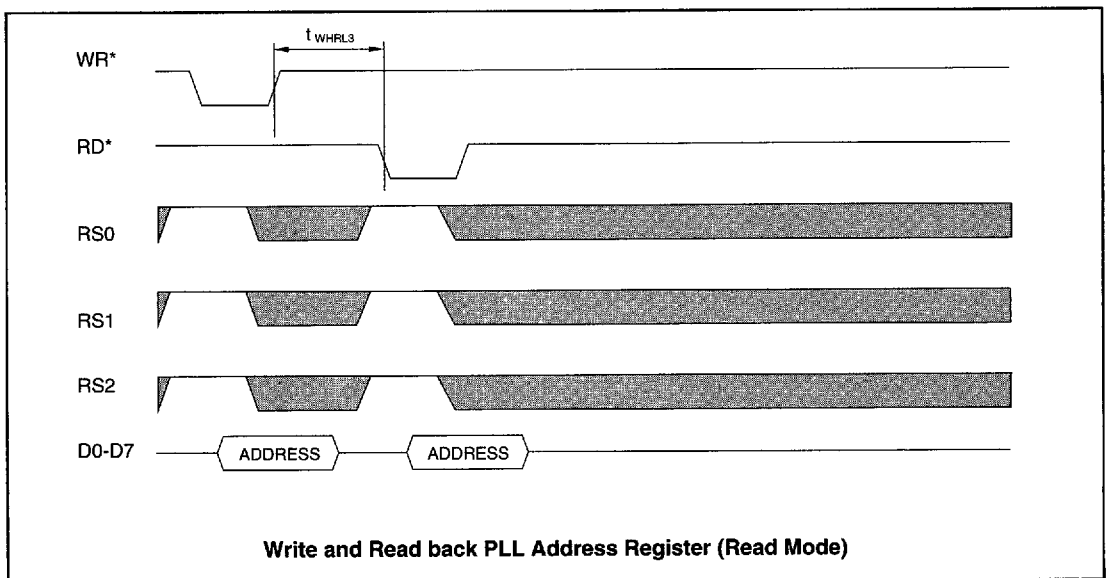 t WHRL3
WR*
RD*
RS0
RS1
RS2
D0-D7
ADDRESS
ADDRESS
Write and Read back PLL Address Register (Read Mode)